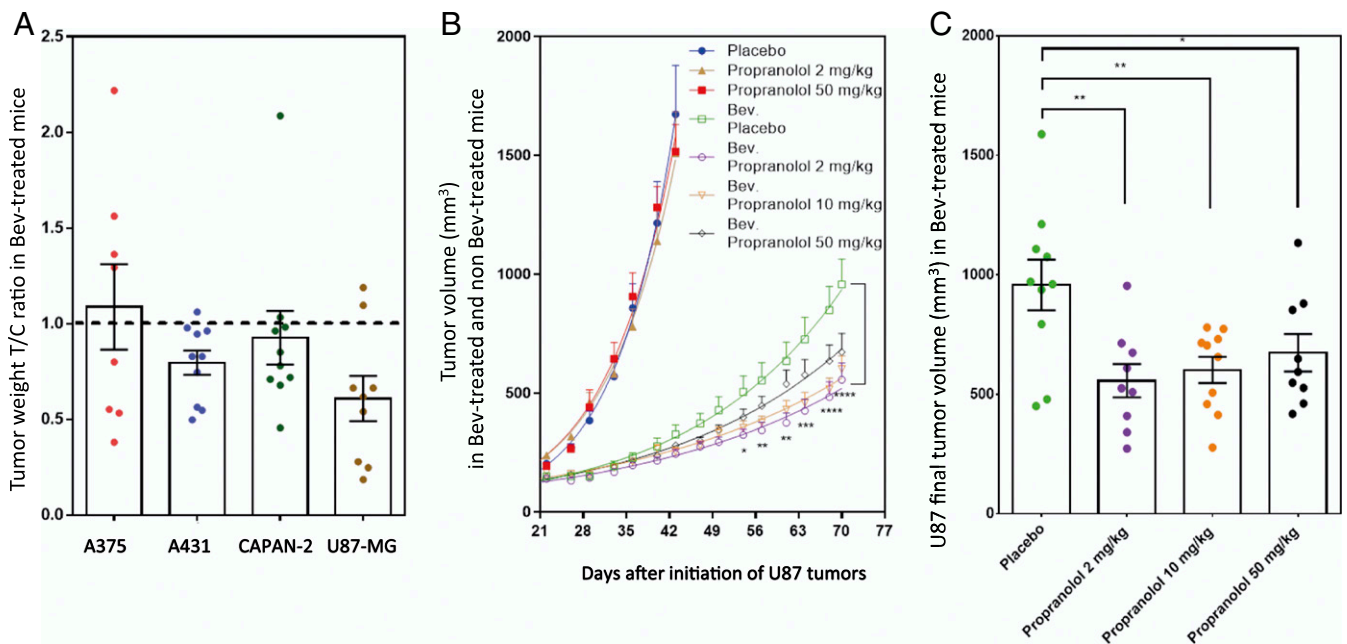 A
Tumor weight T/C ratio in Bev-treated mice
2.5
2.0
1.5
1.0
0.5
0.0
A375
A431
CAPAN-2
U87-MG
B
Tumor volume (mm³)
in Bev-treated and non Bev-treated mice
2000
1500
1000
500
0
21
28
35
42
49
56
63
70
77
Days after initiation of U87 tumors
Placebo
Propranolol 2 mg/kg
Propranolol 50 mg/kg
Bev.
Placebo
Bev.
Propranolol 2 mg/kg
Bev.
Propranolol 10 mg/kg
Bev.
Propranolol 50 mg/kg
*
**
**
***
****
****
C
U87 final tumor volume (mm³) in Bev-treated mice
2000
1500
1000
500
0
*
**
**
Placebo
Propranolol 2 mg/kg
Propranolol 10 mg/kg
Propranolol 50 mg/kg